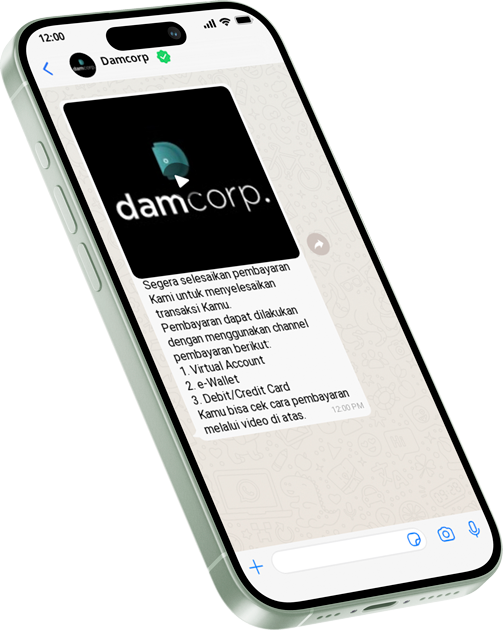 12:00
Damcorp
damcorp.
Segera selesaikan pembayaran
Kami untuk menyelesaikan
transaksi Kamu.
Pembayaran dapat dilakukan
dengan menggunakan channel
pembayaran berikut:
1. Virtual Account
2. e-Wallet
3. Debit/Credit Card
Kamu bisa cek cara pembayaran
melalui video di atas.
12:00 PM